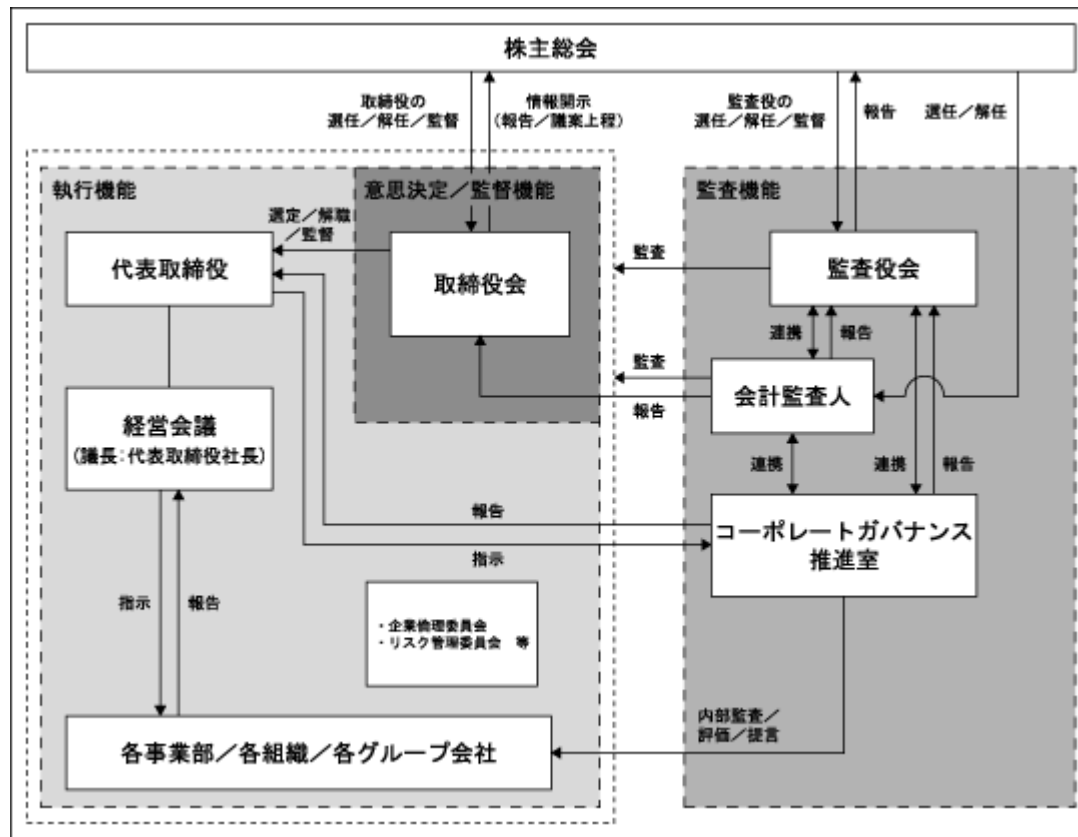 株主総会
取締役の
選任／解任／監督
情報開示
（報告／議案上程）
監査役の
選任／解任／監督
報告
選任／解任
執行機能
意思決定／監督機能
監査機能
選定／解職
／監督
代表取締役
取締役会
監査
監査役会
連携
報告
監査
報告
会計監査人
経営会議
（議長：代表取締役社長）
連携
連携
報告
報告
指示
コーポレートガバナンス
推進室
指示
報告
・企業倫理委員会
・リスク管理委員会　等
内部監査／
評価／提言
各事業部／各組織／各グループ会社